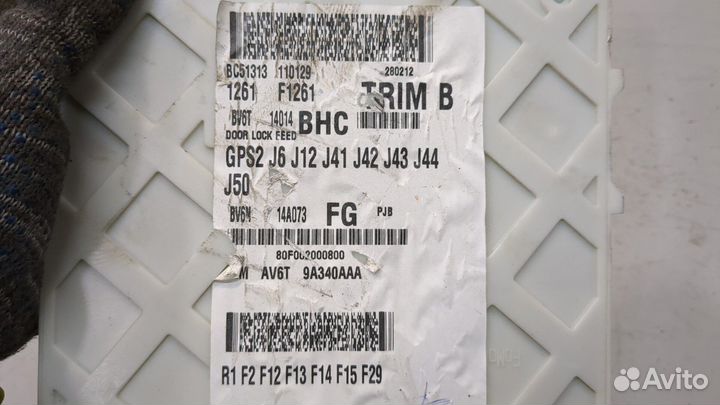 BC51313 110129 280212
1261 F1261 TRIM B
BV6T 14014 BHC
DOOR LOCK FEED
GPS2 J6 J12 J41 J42 J43 J44
J50
BV6N 14A073 FG PJB
80F002000800
M AV6T 9A340AAA
R1 F2 F12 F13 F14 F15 F29
Avito